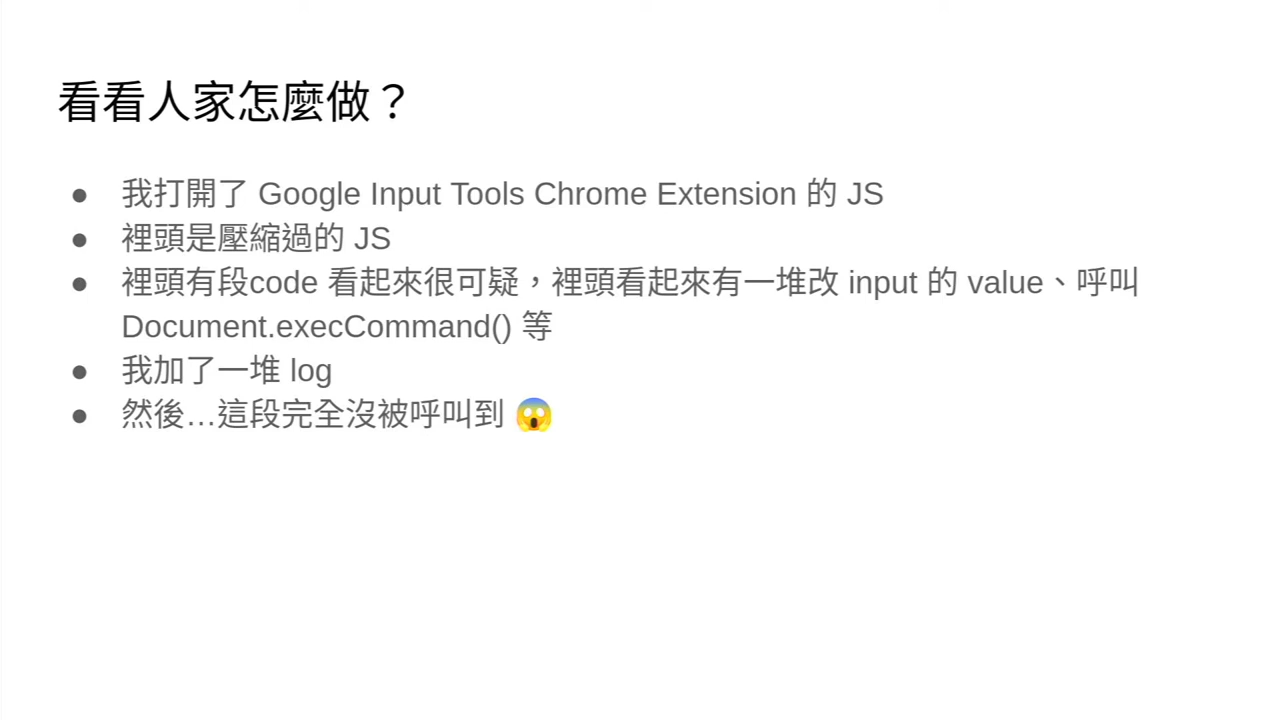 看看人家怎麼做？
● 我打開了 Google Input Tools Chrome Extension 的 JS
● 裡頭是壓縮過的 JS
● 裡頭有段code 看起來很可疑，裡頭看起來有一堆改 input 的 value、呼叫
Document.execCommand() 等
● 我加了一堆 log
● 然後…這段完全沒被呼叫到 😱